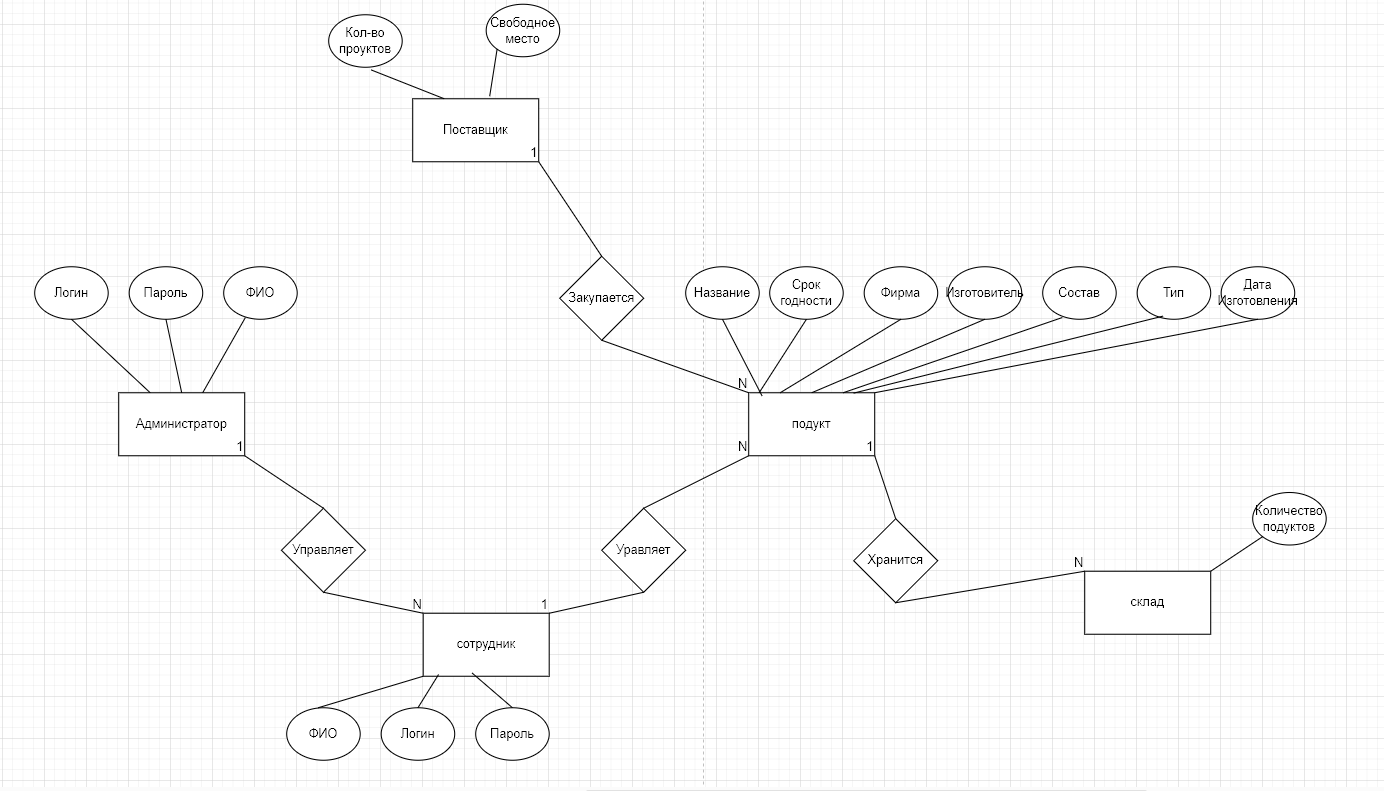 Кол-во
проуктов
Свободное
место
Поставщик
1
Закупается
Логин
Пароль
ФИО
Название
Срок
годности
Фирма
Изготовитель
Состав
Тип
Дата
Изготовления
N
Администратор
1
подукт
N
1
Управляет
Уравляет
Хранится
Количество
подуктов
N
склад
N
1
сотрудник
ФИО
Логин
Пароль